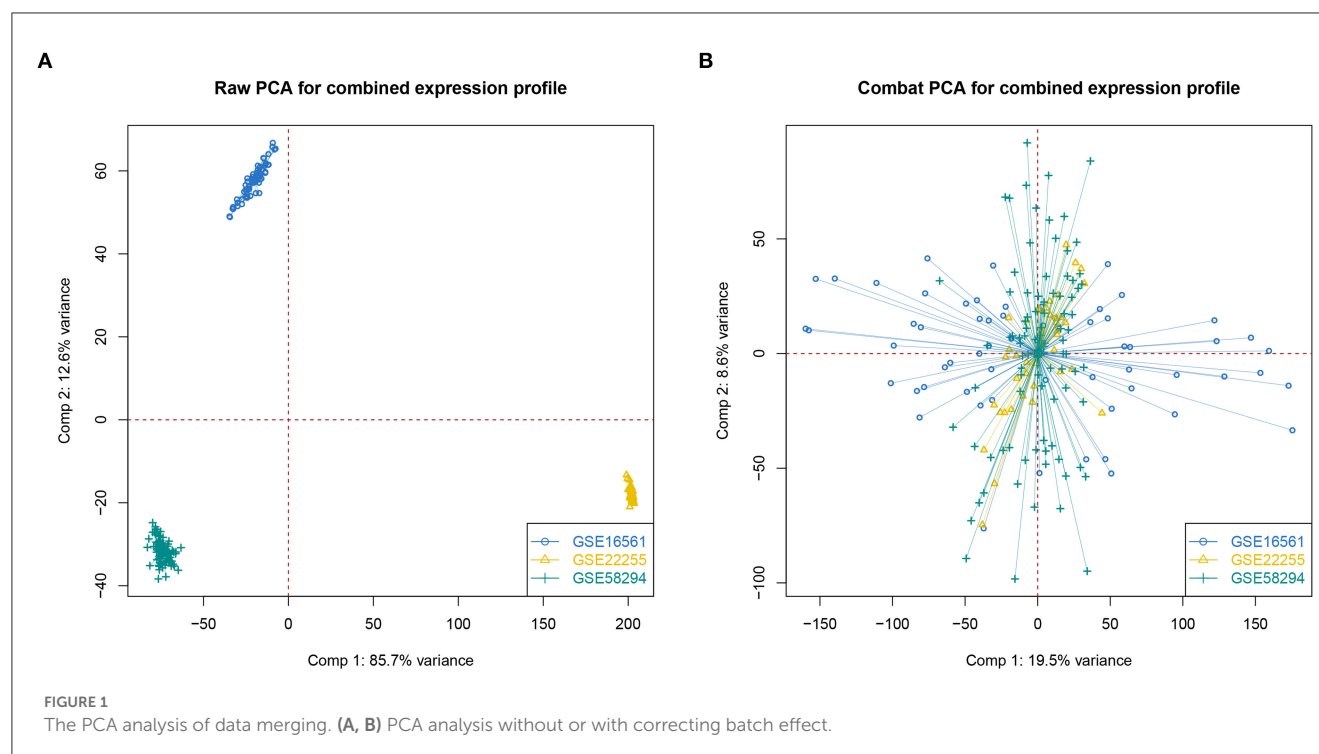 A
Raw PCA for combined expression profile
Comp 2: 12.6% variance
60
40
20
0
−20
−40
−50
0
50
100
150
200
Comp 1: 85.7% variance
GSE16561
GSE22255
GSE58294
B
Combat PCA for combined expression profile
Comp 2: 8.6% variance
50
0
−50
−100
−150
−100
−50
0
50
100
150
Comp 1: 19.5% variance
GSE16561
GSE22255
GSE58294
FIGURE 1
The PCA analysis of data merging. (A, B) PCA analysis without or with correcting batch effect.